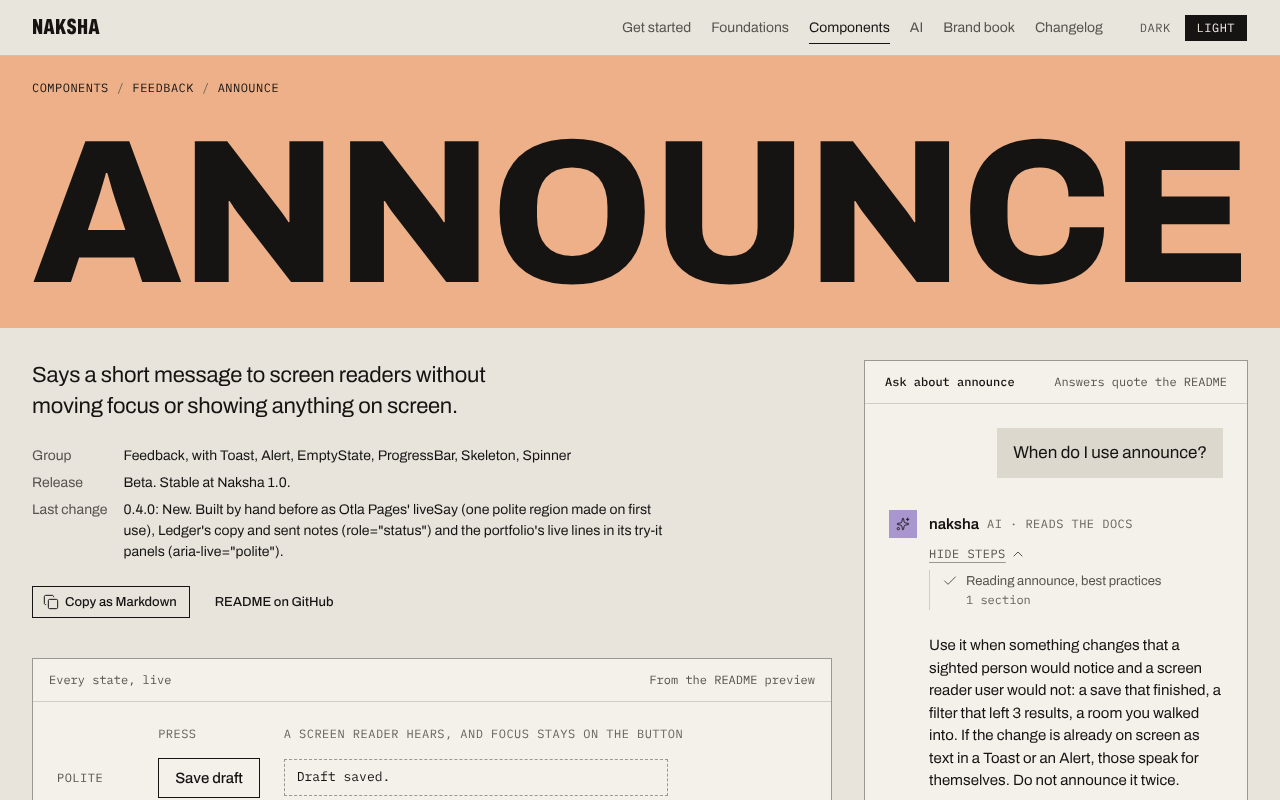 NAKSHA
Get started
Foundations
Components
AI
Brand book
Changelog
DARK
LIGHT
COMPONENTS / FEEDBACK / ANNOUNCE
ANNOUNCE
Says a short message to screen readers without
moving focus or showing anything on screen.
Group
Feedback, with Toast, Alert, EmptyState, ProgressBar, Skeleton, Spinner
Release
Beta. Stable at Naksha 1.0.
Last change
0.4.0: New. Built by hand before as Otla Pages' liveSay (one polite region made on first
use), Ledger's copy and sent notes (role="status") and the portfolio's live lines in its try-it
panels (aria-live="polite").
Copy as Markdown
README on GitHub
Every state, live
From the README preview
PRESS
A SCREEN READER HEARS, AND FOCUS STAYS ON THE BUTTON
POLITE
Save draft
Draft saved.
Ask about announce
Answers quote the README
When do I use announce?
naksha AI · READS THE DOCS
HIDE STEPS
Reading announce, best practices
1 section
Use it when something changes that a
sighted person would notice and a screen
reader user would not: a save that finished, a
filter that left 3 results, a room you walked
into. If the change is already on screen as
text in a Toast or an Alert, those speak for
themselves. Do not announce it twice.